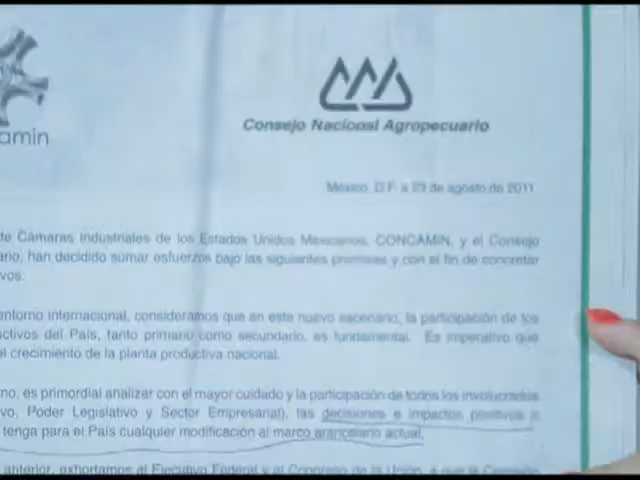 amin
Consejo Nacional Agropecuario
México, D.F. a 23 de agosto de 2011
de Cámaras Industriales de los Estados Unidos Mexicanos, CONCAMIN, y el Consejo
ario, han decidido sumar esfuerzos bajo las siguientes premisas y con el fin de concretar
vos:
entorno internacional, consideramos que en este nuevo escenario, la participación de los
uctivos del País, tanto primario como secundario, es fundamental. Es imperativo que
el crecimiento de la planta productiva nacional.
no, es primordial analizar con el mayor cuidado y la participación de todos los involucrados
vo, Poder Legislativo y Sector Empresarial), las decisiones e impactos positivos o
tenga para el País cualquier modificación al marco arancelario actual.
anterior, exhortamos al Ejecutivo Federal y al Congreso de la Unión, a que la Comisión